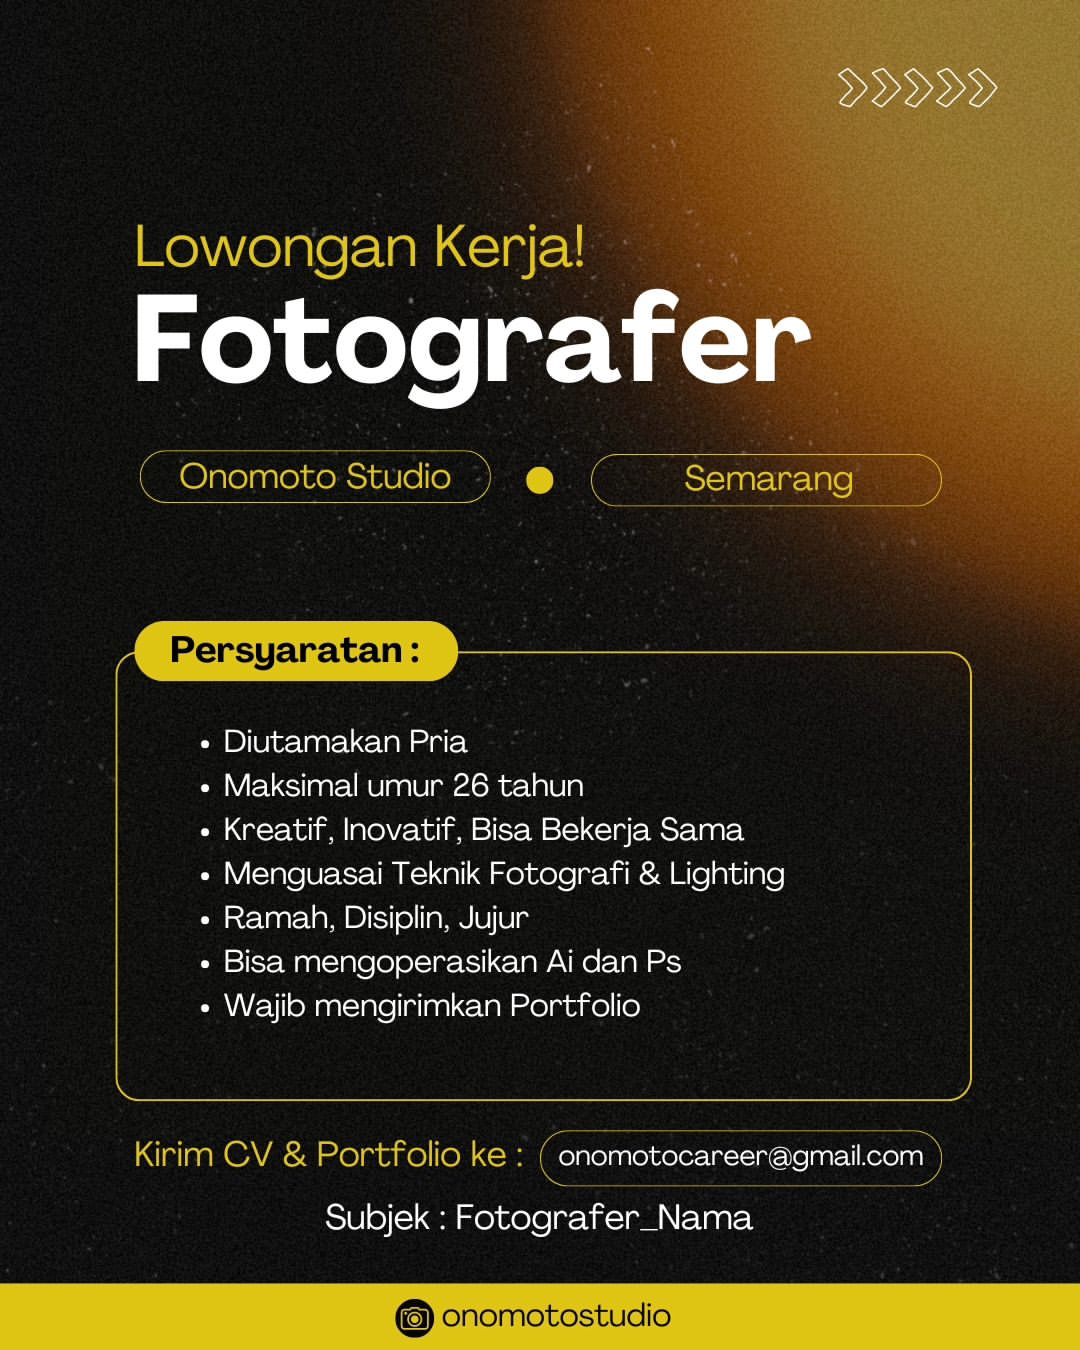 Lowongan Kerja!
Fotografer
Onomoto Studio
Semarang
Persyaratan :
• Diutamakan Pria
• Maksimal umur 26 tahun
• Kreatif, Inovatif, Bisa Bekerja Sama
• Menguasai Teknik Fotografi & Lighting
• Ramah, Disiplin, Jujur
• Bisa mengoperasikan Ai dan Ps
• Wajib mengirimkan Portfolio
Kirim CV & Portfolio ke : onomotocareer@gmail.com
Subjek : Fotografer_Nama
onomotostudio